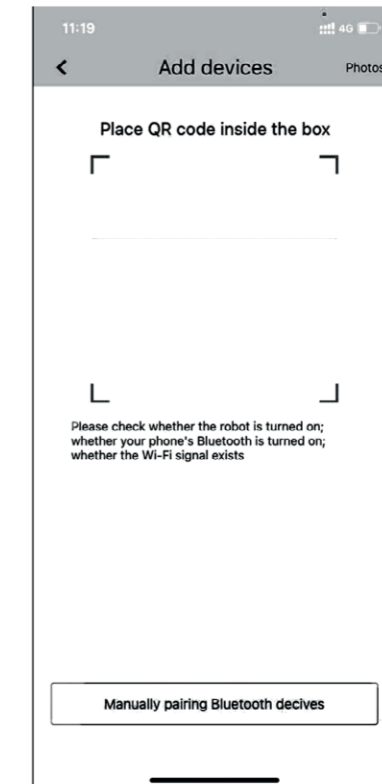 11:19
4G
Add devices
Photos
Place QR code inside the box
Please check whether the robot is turned on;
whether your phone's Bluetooth is turned on;
whether the Wi-Fi signal exists
Manually pairing Bluetooth decives